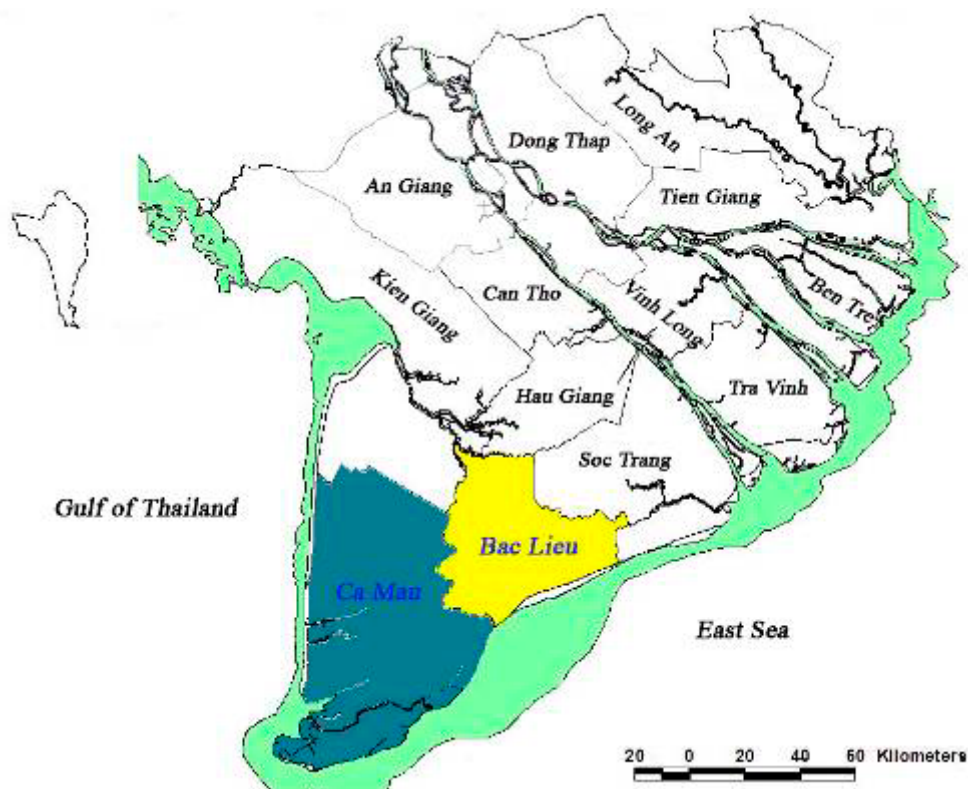 Long An
Dong Thap
An Giang
Tien Giang
Kien Giang
Can Tho
Vinh Long
Ben Tre
Hau Giang
Tra Vinh
Soc Trang
Gulf of Thailand
Bac Lieu
Ca Mau
East Sea
20 0 20 40 60 Kilometers